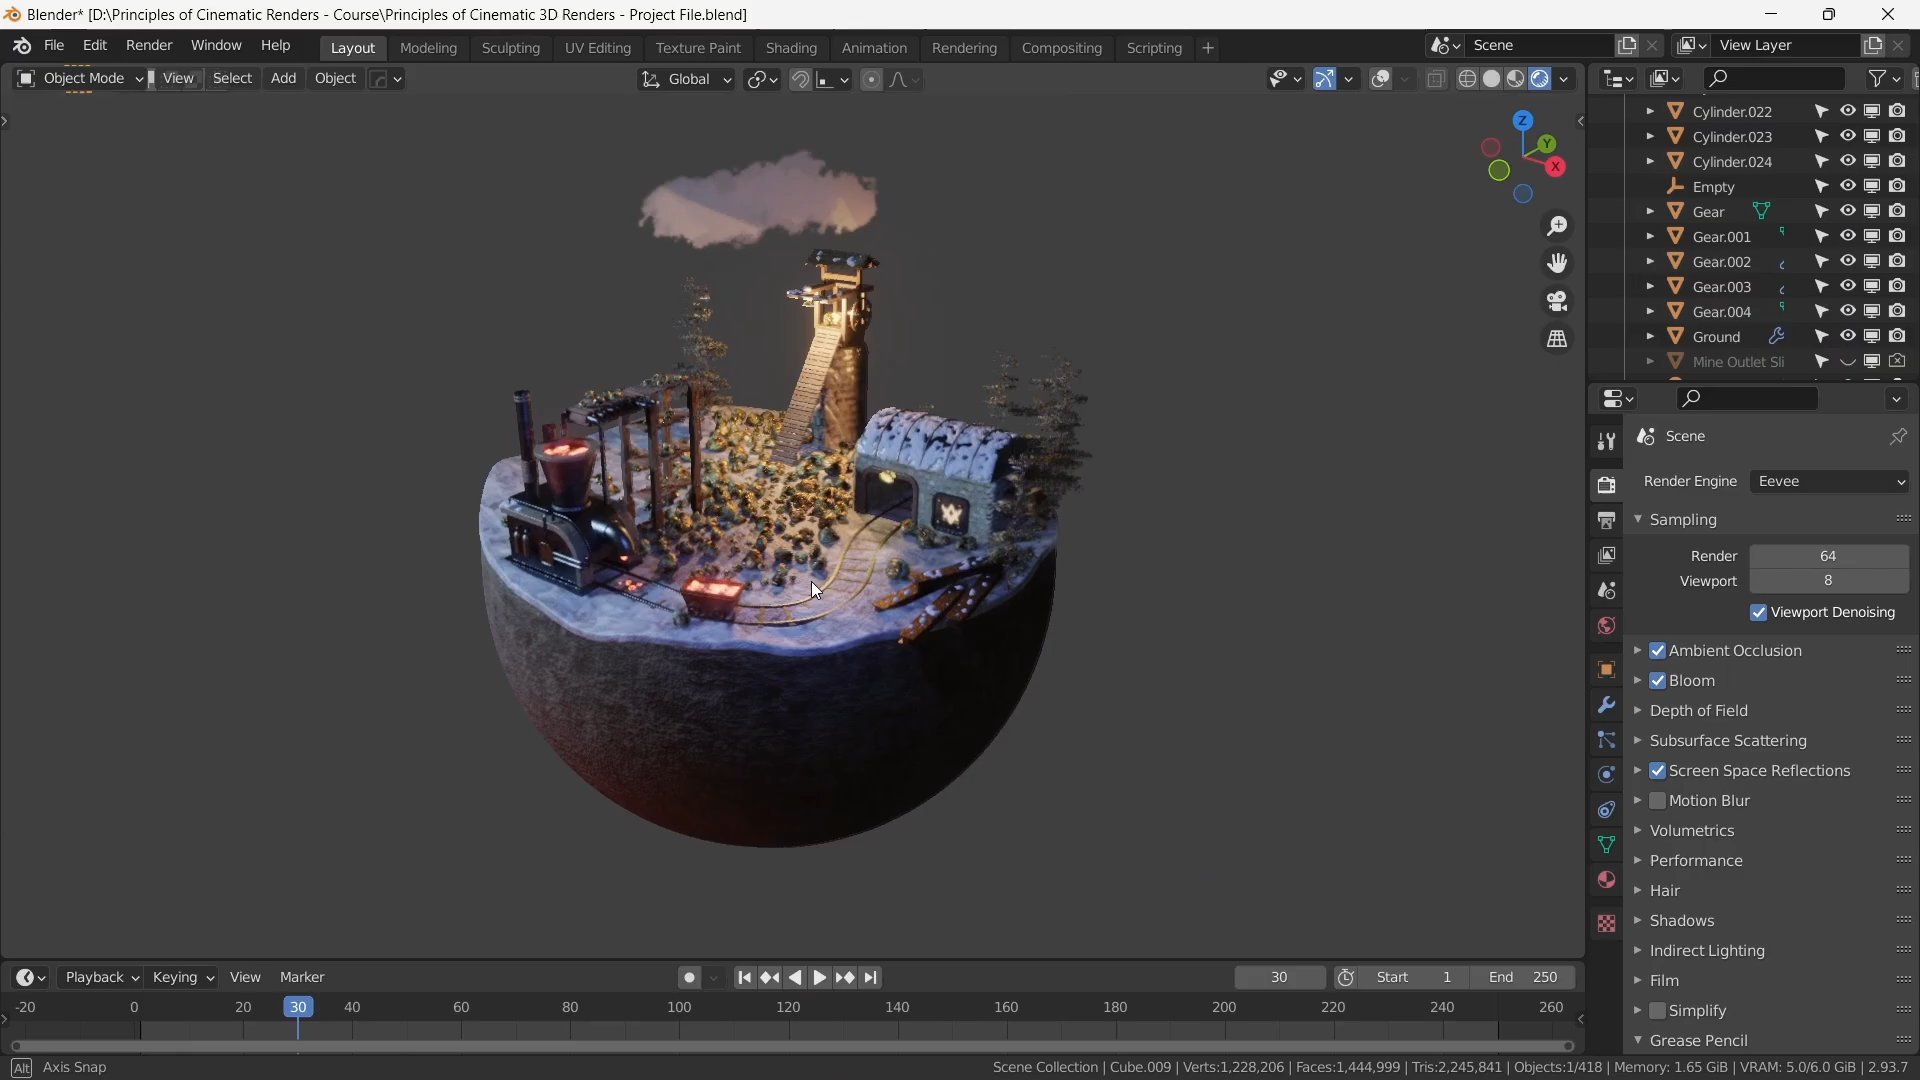 Blender* [D:\Principles of Cinematic Renders - Course\Principles of Cinematic 3D Renders - Project File.blend]
File Edit Render Window Help Layout Modeling Sculpting UV Editing Texture Paint Shading Animation Rendering Compositing Scripting + Scene View Layer
Object Mode View Select Add Object Global
Z
Y
X
Cylinder.022
Cylinder.023
Cylinder.024
Empty
Gear
Gear.001
Gear.002
Gear.003
Gear.004
Ground
Mine Outlet Sli
Scene
Render Engine Eevee
Sampling
Render 64
Viewport 8
Viewport Denoising
Ambient Occlusion
Bloom
Depth of Field
Subsurface Scattering
Screen Space Reflections
Motion Blur
Volumetrics
Performance
Hair
Shadows
Indirect Lighting
Film
Simplify
Grease Pencil
Playback Keying View Marker 30 Start 1 End 250
-20 0 20 30 40 60 80 100 120 140 160 180 200 220 240 260
Alt Axis Snap Scene Collection | Cube.009 | Verts:1,228,206 | Faces:1,444,999 | Tris:2,245,841 | Objects:1/418 | Memory: 1.65 GiB | VRAM: 5.0/6.0 GiB | 2.93.7